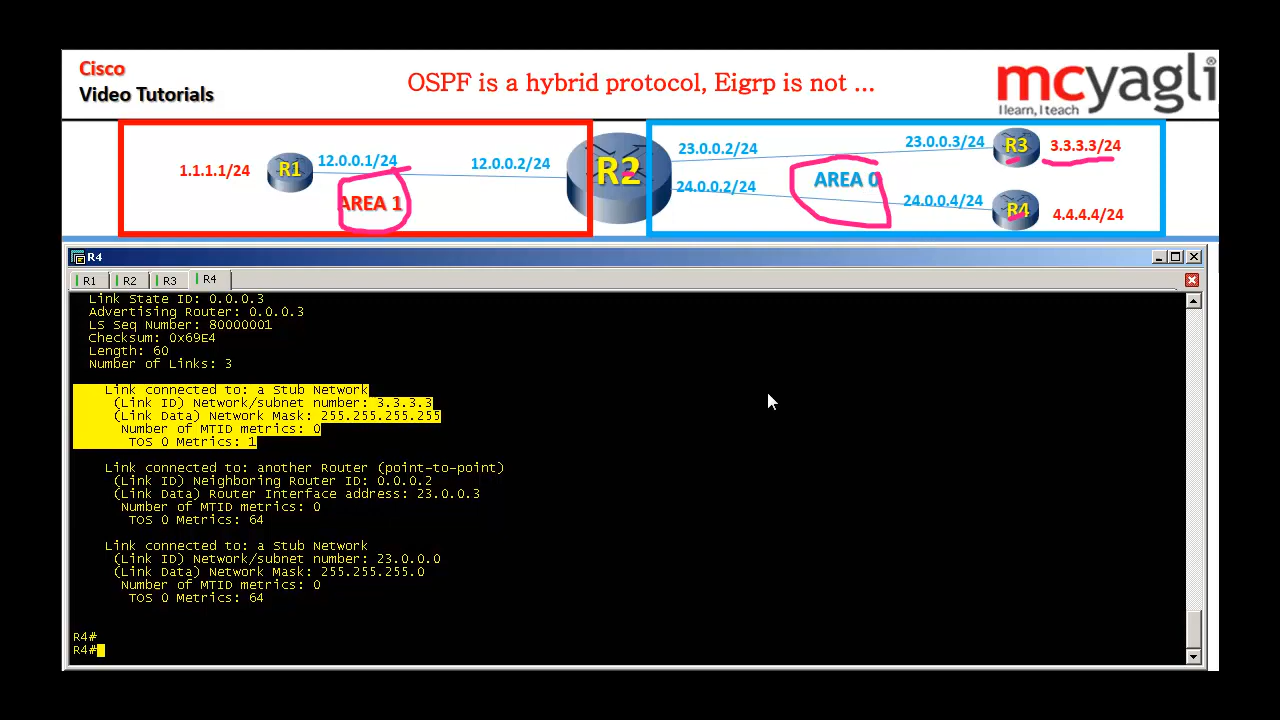 Cisco
Video Tutorials
OSPF is a hybrid protocol, Eigrp is not ...
mcyagli
I learn, I teach
1.1.1.1/24
R1
12.0.0.1/24
12.0.0.2/24
AREA 1
R2
23.0.0.2/24
23.0.0.3/24
R3
3.3.3.3/24
AREA 0
24.0.0.2/24
24.0.0.4/24
R4
4.4.4.4/24
R4
R1 R2 R3 R4
Link State ID: 0.0.0.3
Advertising Router: 0.0.0.3
LS Seq Number: 80000001
Checksum: 0x69E4
Length: 60
Number of Links: 3
Link connected to: a Stub Network
(Link ID) Network/subnet number: 3.3.3.3
(Link Data) Network Mask: 255.255.255.255
Number of MTID metrics: 0
TOS 0 Metrics: 1
Link connected to: another Router (point-to-point)
(Link ID) Neighboring Router ID: 0.0.0.2
(Link Data) Router Interface address: 23.0.0.3
Number of MTID metrics: 0
TOS 0 Metrics: 64
Link connected to: a Stub Network
(Link ID) Network/subnet number: 23.0.0.0
(Link Data) Network Mask: 255.255.255.0
Number of MTID metrics: 0
TOS 0 Metrics: 64
R4#
R4#